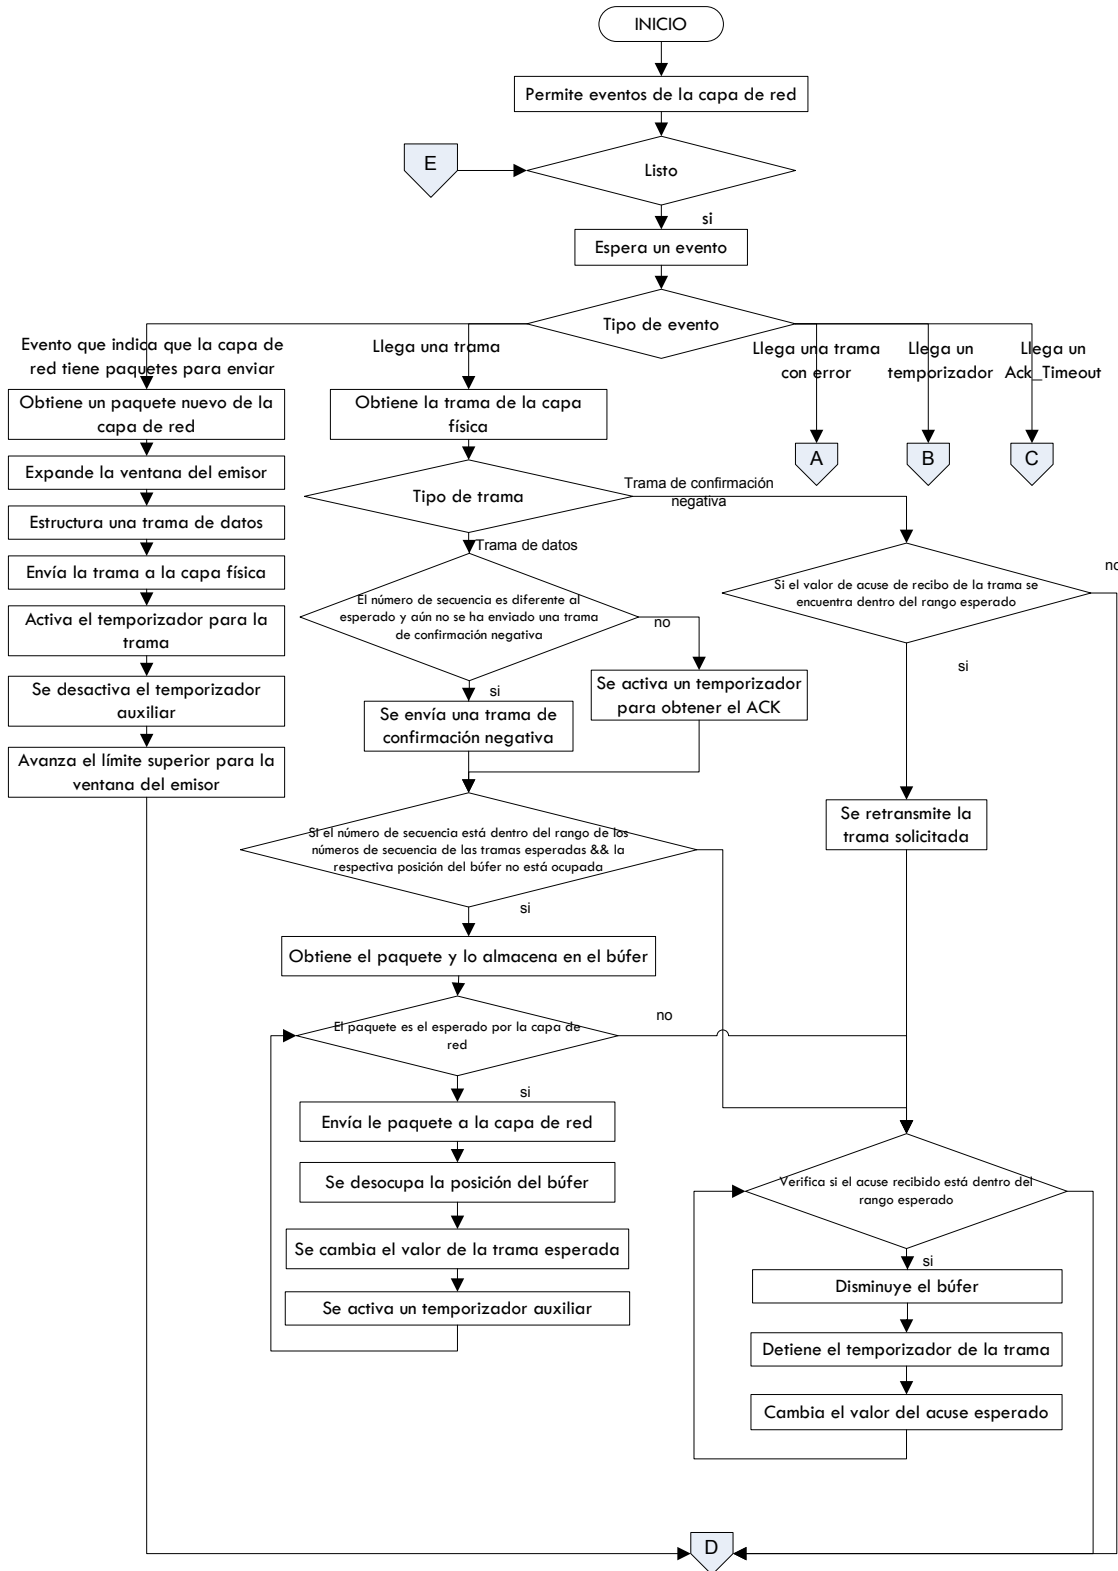 INICIO
Permite eventos de la capa de red
E
Listo
si
Espera un evento
Tipo de evento
Evento que indica que la capa de
red tiene paquetes para enviar
Llega una trama
Llega una trama
con error
Llega un
temporizador
Llega un
Ack_Timeout
Obtiene un paquete nuevo de la
capa de red
Obtiene la trama de la capa
física
A
B
C
Expande la ventana del emisor
Tipo de trama
Trama de confirmación
negativa
Estructura una trama de datos
Trama de datos
Envía la trama a la capa física
El número de secuencia es diferente al
esperado y aún no se ha enviado una trama
de confirmación negativa
no
Si el valor de acuse de recibo de la trama se
encuentra dentro del rango esperado
no
si
Activa el temporizador para la
trama
Se desactiva el temporizador
auxiliar
si
Se activa un temporizador
para obtener el ACK
Se envía una trama de
confirmación negativa
Avanza el límite superior para la
ventana del emisor
Se retransmite la
trama solicitada
Si el número de secuencia está dentro del rango de los
números de secuencia de las tramas esperadas && la
respectiva posición del búfer no está ocupada
si
Obtiene el paquete y lo almacena en el búfer
El paquete es el esperado por la capa de
red
no
si
Envía le paquete a la capa de red
Se desocupa la posición del búfer
Se cambia el valor de la trama esperada
Se activa un temporizador auxiliar
Verifica si el acuse recibido está dentro del
rango esperado
si
Disminuye el búfer
Detiene el temporizador de la trama
Cambia el valor del acuse esperado
D